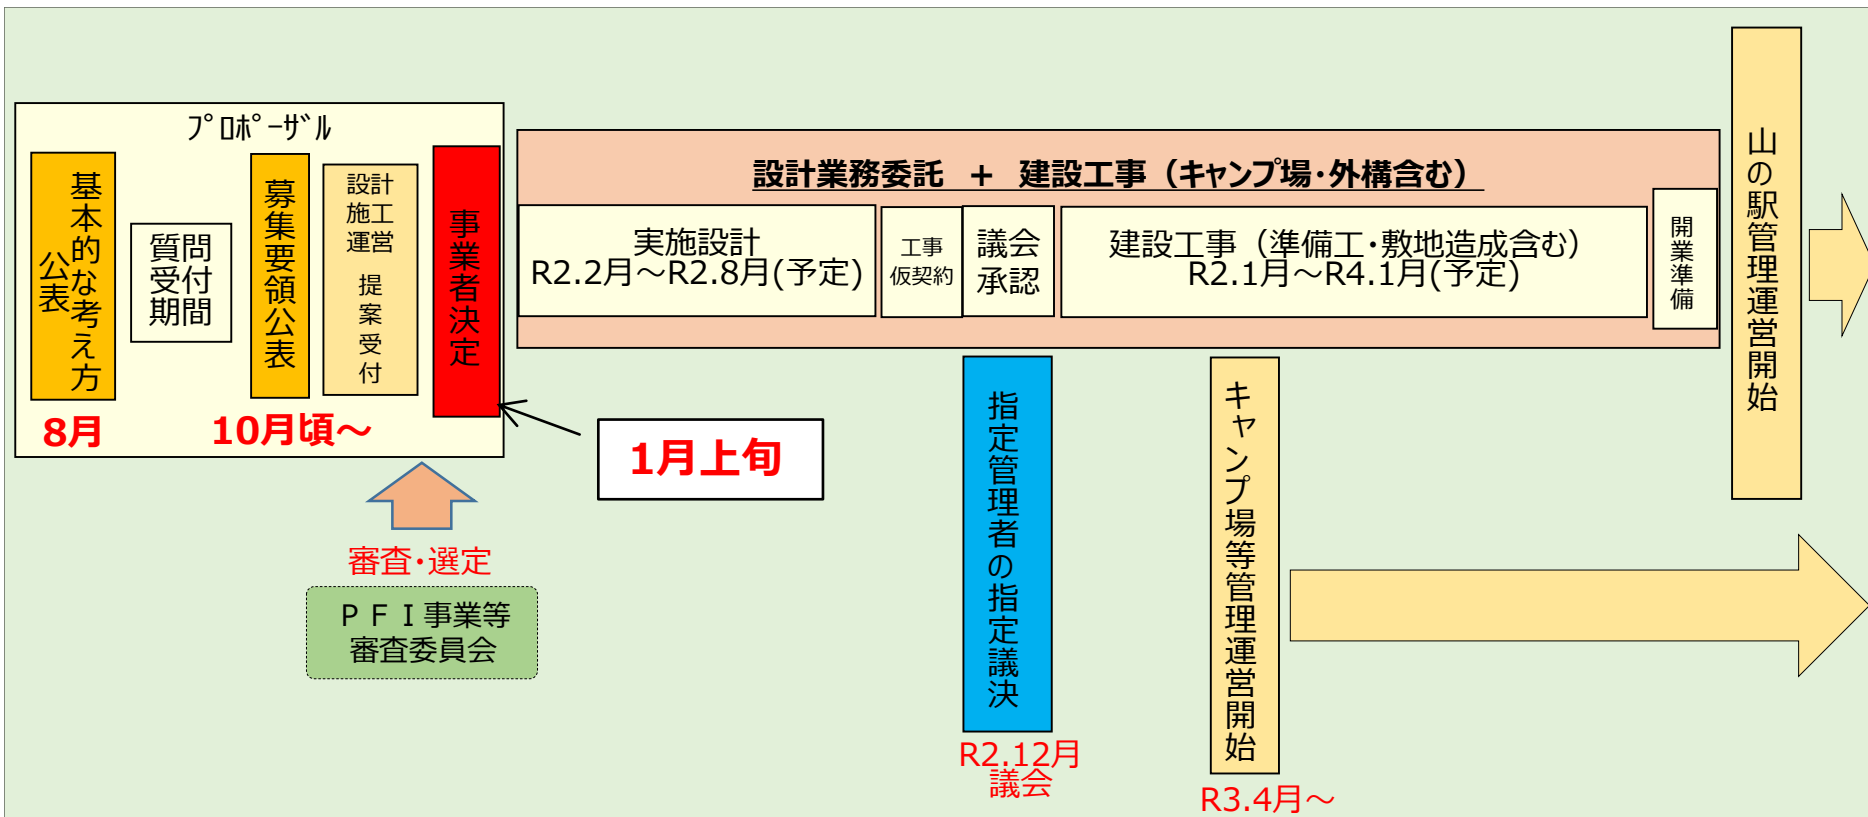 ﾌﾟﾛﾎﾟｰｻﾞﾙ
基本的な考え方
公表
8月
質問
受付
期間
募集要領公表
10月頃～
設計
施工
運営
提案受付
事業者決定
1月上旬
審査・選定
ＰＦＩ事業等
審査委員会
設計業務委託 + 建設工事（キャンプ場・外構含む）
実施設計
R2.2月～R2.8月(予定)
工事
仮契約
議会
承認
建設工事（準備工・敷地造成含む）
R2.1月～R4.1月(予定)
開業準備
指定管理者の指定議決
R2.12月
議会
キャンプ場等管理運営開始
R3.4月～
山の駅管理運営開始